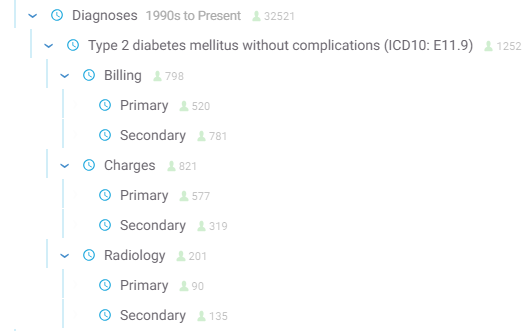 Diagnoses 1990s to Present 32521
Type 2 diabetes mellitus without complications (ICD10: E11.9) 1252
Billing 798
Primary 520
Secondary 781
Charges 821
Primary 577
Secondary 319
Radiology 201
Primary 90
Secondary 135